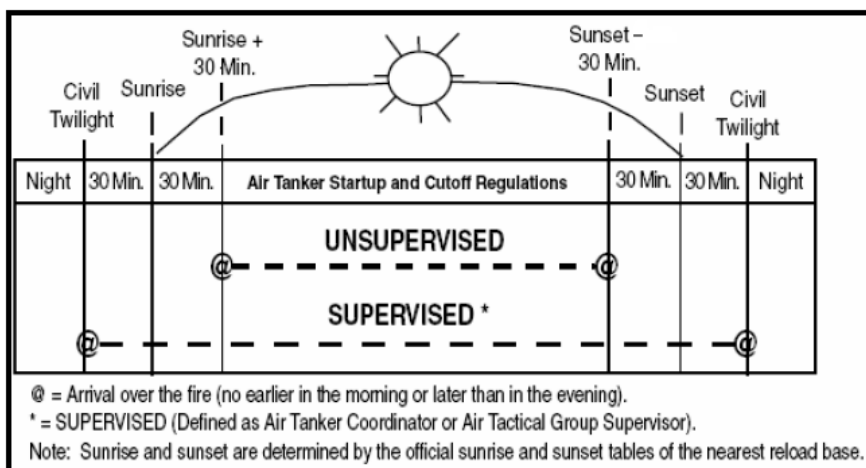 Sunrise +
30 Min.
Sunset –
30 Min.
Civil
Twilight
Sunrise
Sunset
Civil
Twilight
Night 30 Min. 30 Min. Air Tanker Startup and Cutoff Regulations 30 Min. 30 Min. Night
UNSUPERVISED
@ @
SUPERVISED *
@ @
@ = Arrival over the fire (no earlier in the morning or later than in the evening).
* = SUPERVISED (Defined as Air Tanker Coordinator or Air Tactical Group Supervisor).
Note: Sunrise and sunset are determined by the official sunrise and sunset tables of the nearest reload base.